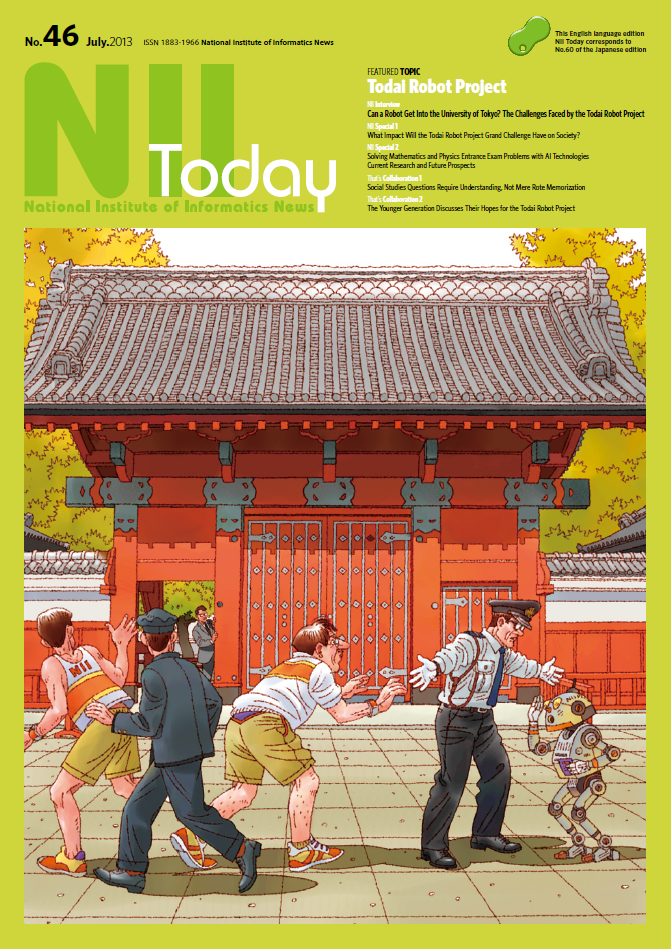 No.46 July.2013 ISSN 1883-1966 National Institute of Informatics News
This English language edition
NII Today corresponds to
No.60 of the Japanese edition
NII
Today
National Institute of Informatics News
FEATURED TOPIC
Todai Robot Project
NII Interview
Can a Robot Get Into the University of Tokyo? The Challenges Faced by the Todai Robot Project
NII Special 1
What Impact Will the Todai Robot Project Grand Challenge Have on Society?
NII Special 2
Solving Mathematics and Physics Entrance Exam Problems with AI Technologies
Current Research and Future Prospects
That's Collaboration 1
Social Studies Questions Require Understanding, Not Mere Rote Memorization
That's Collaboration 2
The Younger Generation Discusses Their Hopes for the Todai Robot Project
NII